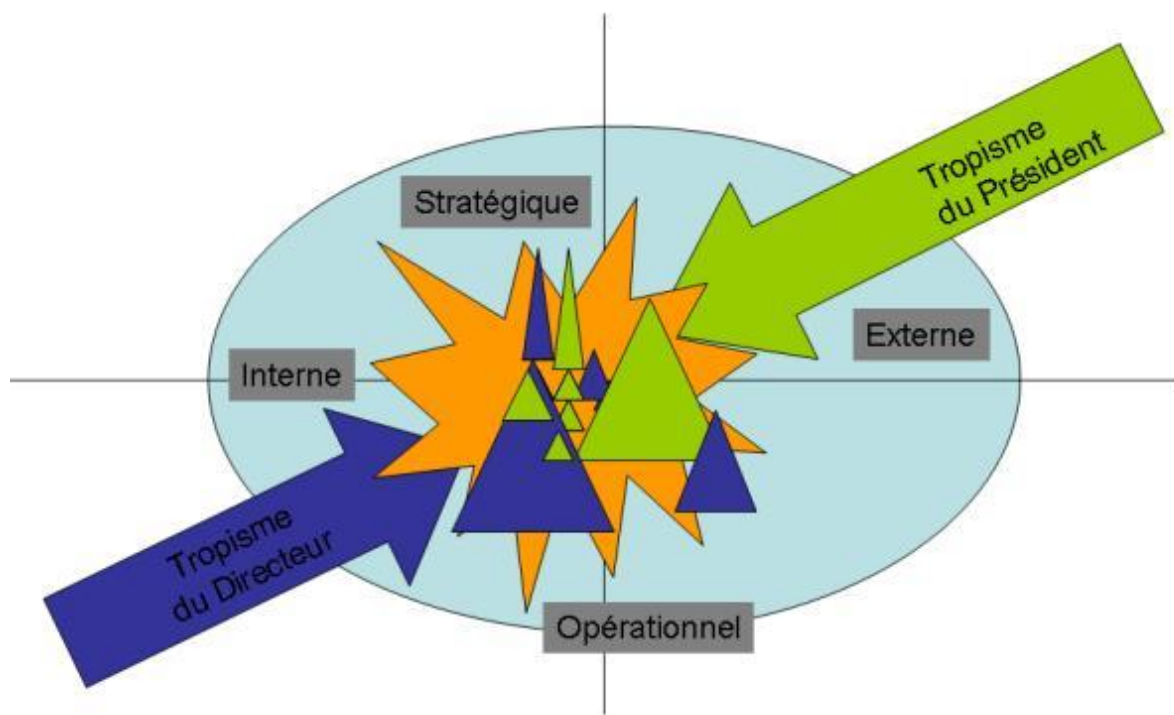 Tropisme
du Président
Stratégique
Externe
Interne
Tropisme
du Directeur
Opérationnel